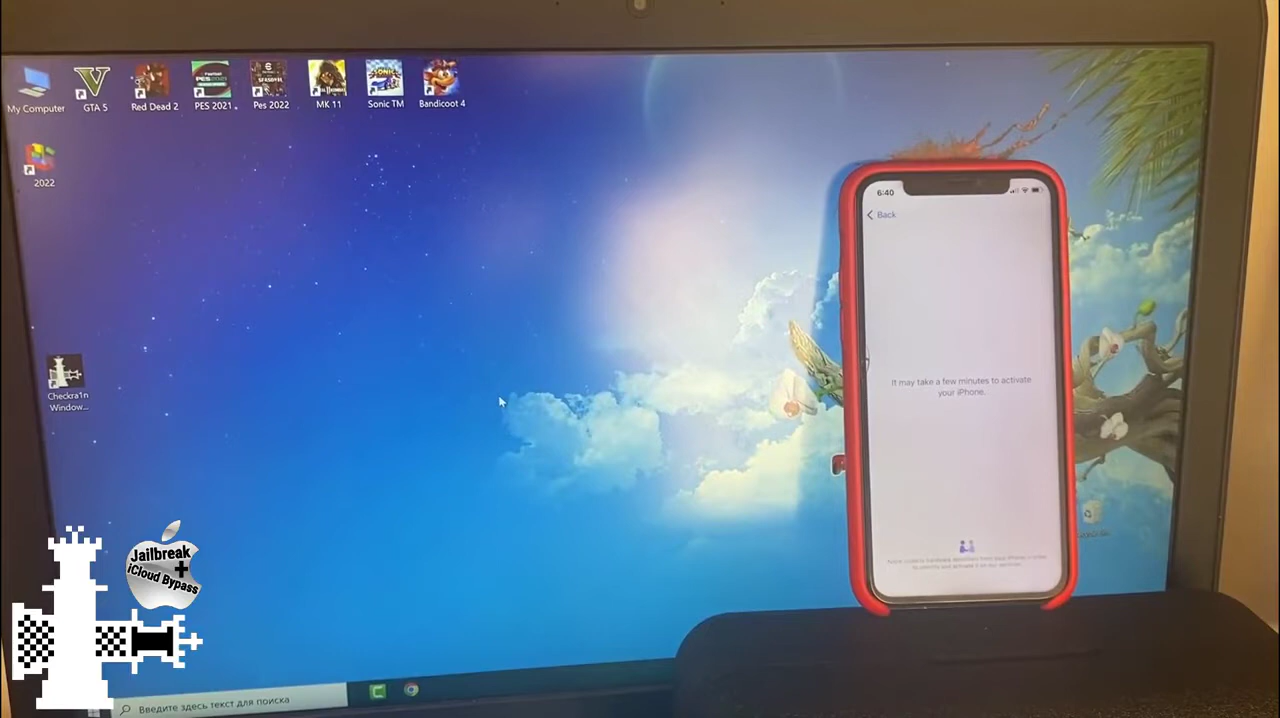 My Computer
GTA 5
Red Dead 2
PES 2021
Pes 2022
MK 11
Sonic TM
Bandicoot 4
2022
Checkra1n
Window...
6:40
Back
It may take a few minutes to activate
your iPhone.
Jailbreak
+
iCloud Bypass
Введите здесь текст для поиска